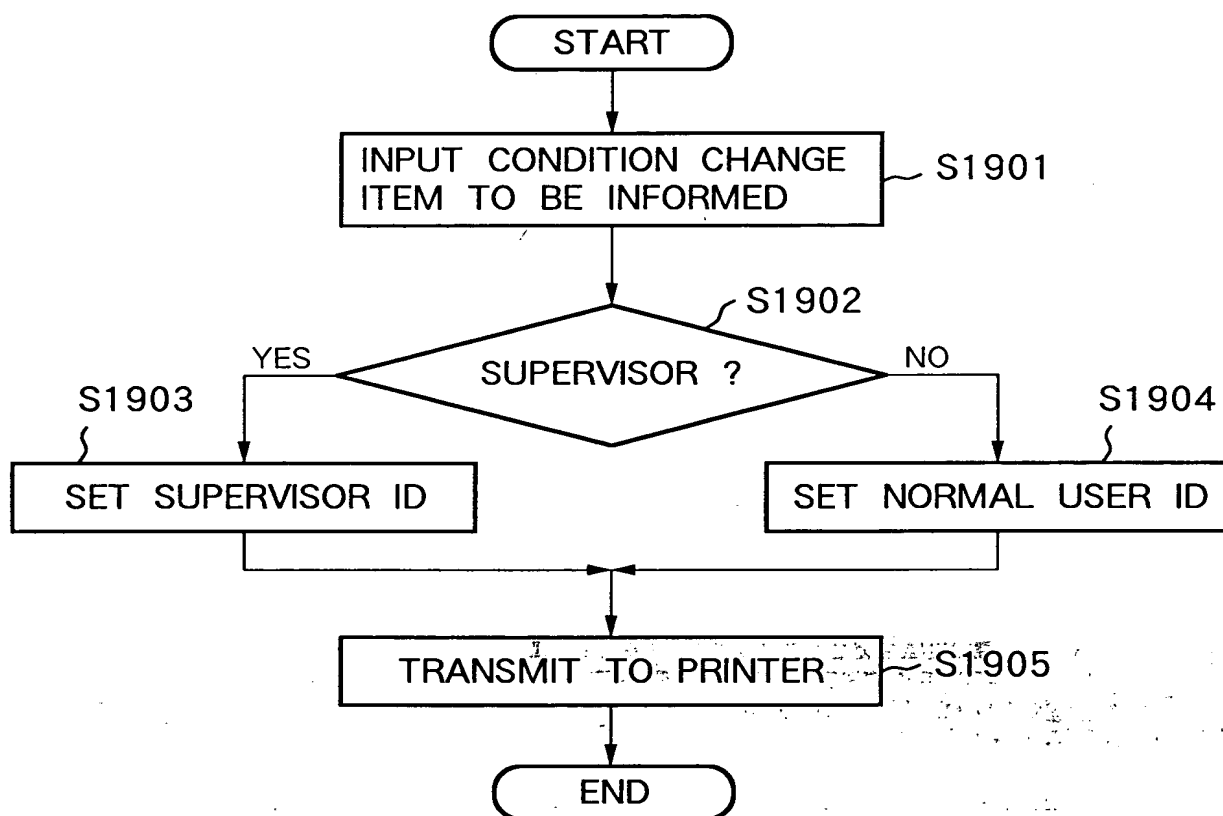 START
INPUT CONDITION CHANGE
ITEM TO BE INFORMED
S1901
S1902
SUPERVISOR ?
YES
NO
S1903
S1904
SET SUPERVISOR ID
SET NORMAL USER ID
TRANSMIT TO PRINTER
S1905
END